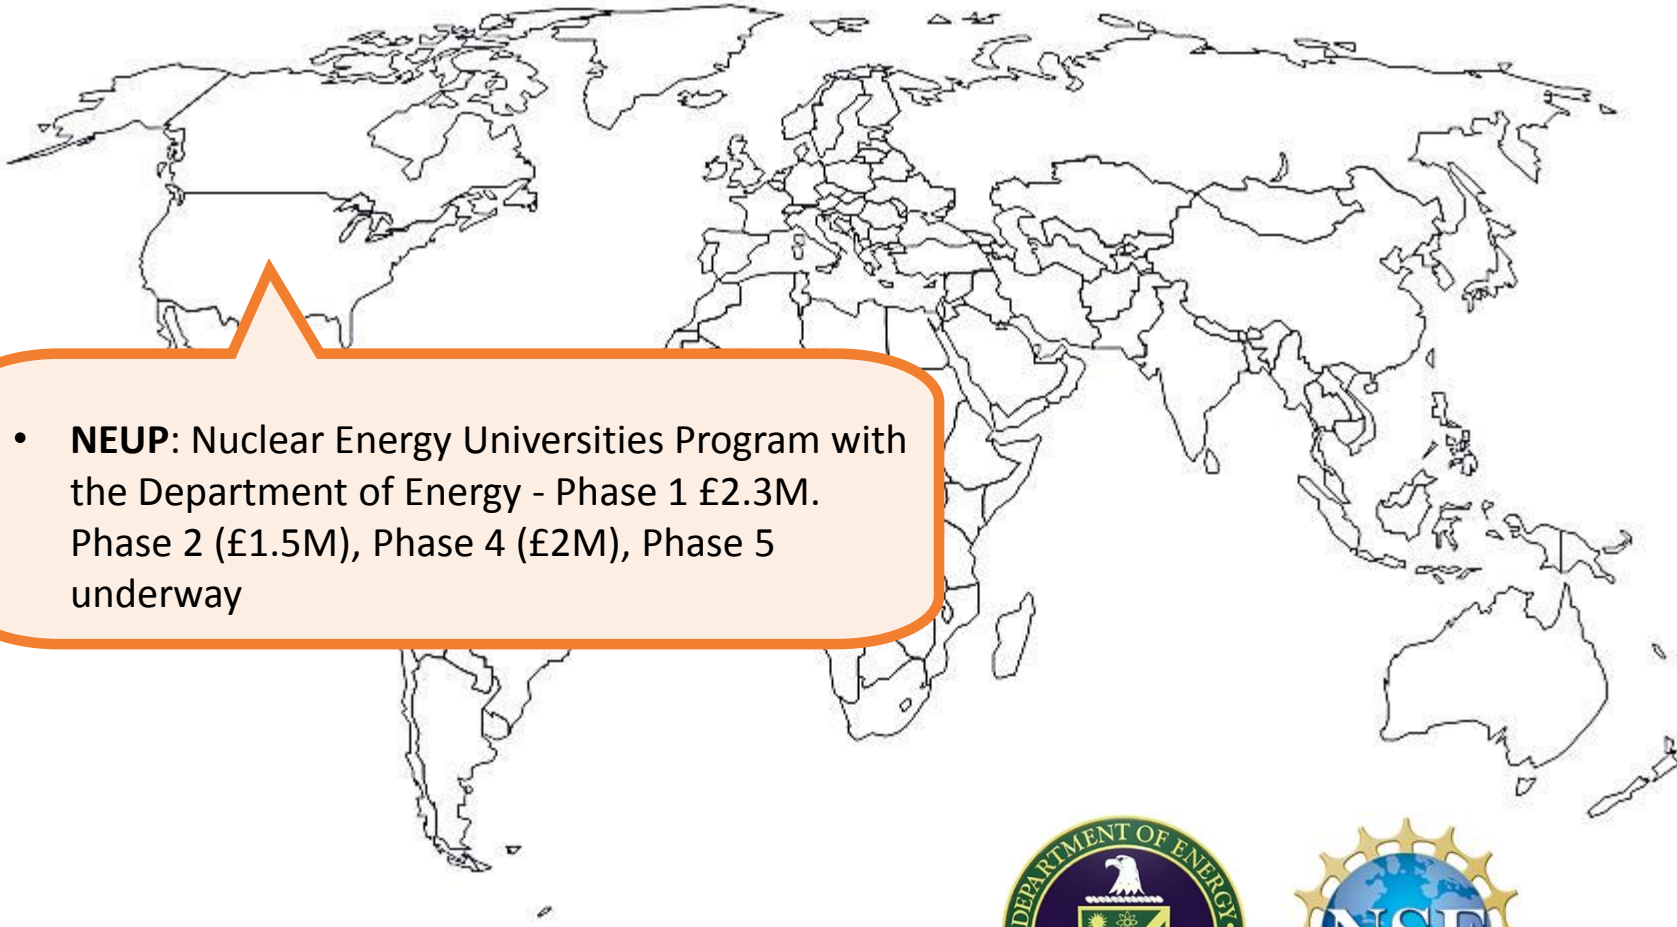 • NEUP: Nuclear Energy Universities Program with
the Department of Energy - Phase 1 £2.3M.
Phase 2 (£1.5M), Phase 4 (£2M), Phase 5
underway
DEPARTMENT OF ENERGY
NSF